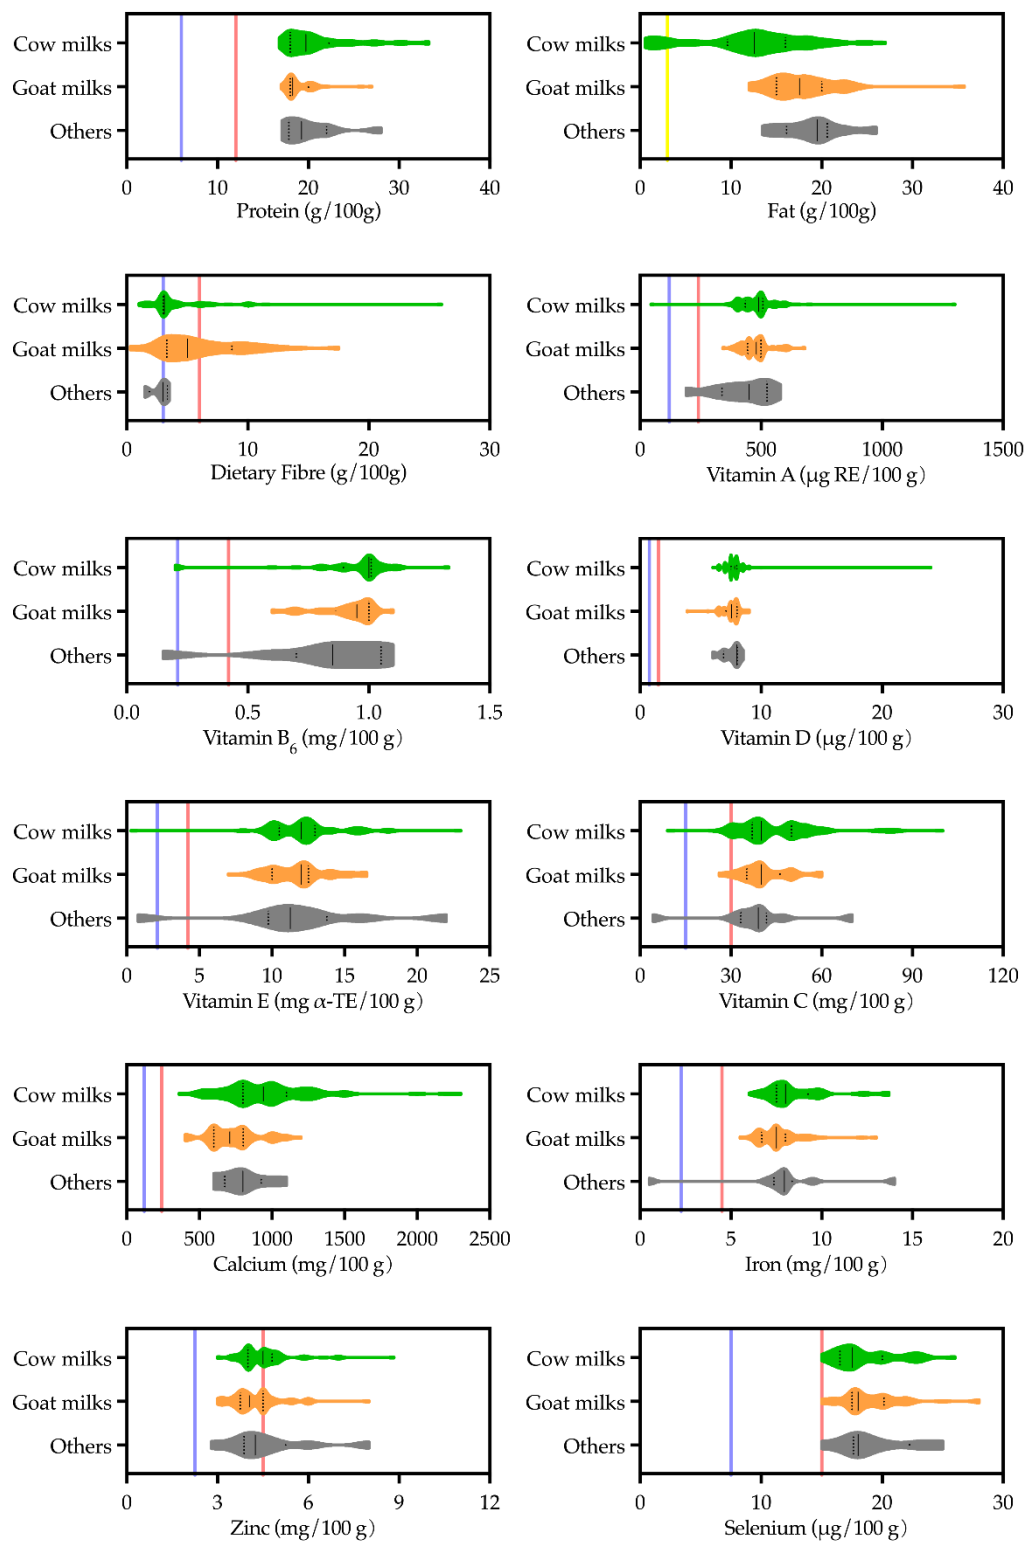 Cow milks
Goat milks
Others
0 10 20 30 40
Protein (g/100g)
Cow milks
Goat milks
Others
0 10 20 30 40
Fat (g/100g)
Cow milks
Goat milks
Others
0 10 20 30
Dietary Fibre (g/100g)
Cow milks
Goat milks
Others
0 500 1000 1500
Vitamin A (μg RE/100 g)
Cow milks
Goat milks
Others
0.0 0.5 1.0 1.5
Vitamin B6 (mg/100 g)
Cow milks
Goat milks
Others
0 10 20 30
Vitamin D (μg/100 g)
Cow milks
Goat milks
Others
0 5 10 15 20 25
Vitamin E (mg α-TE/100 g)
Cow milks
Goat milks
Others
0 30 60 90 120
Vitamin C (mg/100 g)
Cow milks
Goat milks
Others
0 500 1000 1500 2000 2500
Calcium (mg/100 g)
Cow milks
Goat milks
Others
0 5 10 15 20
Iron (mg/100 g)
Cow milks
Goat milks
Others
0 3 6 9 12
Zinc (mg/100 g)
Cow milks
Goat milks
Others
0 10 20 30
Selenium (μg/100 g)